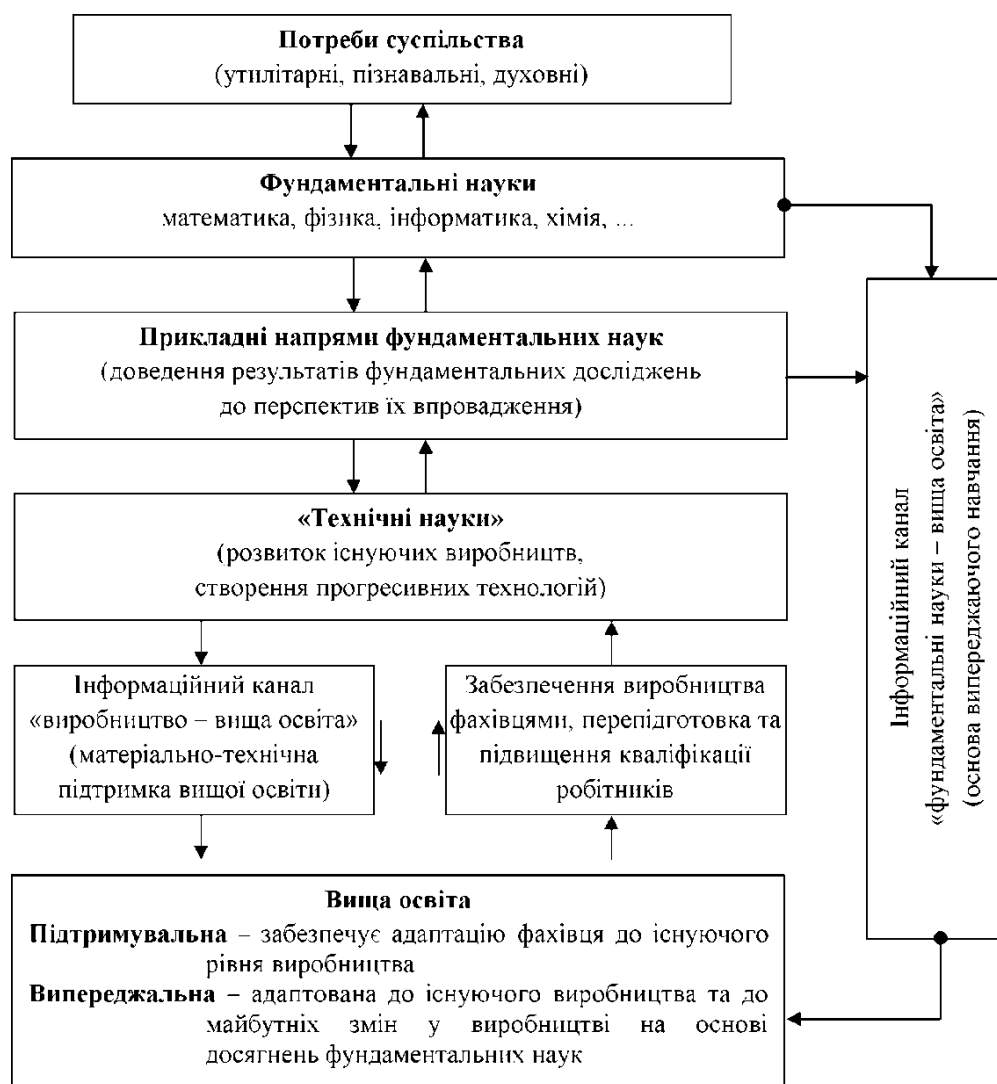 Потреби суспільства
(утилітарні, пізнавальні, духовні)
Фундаментальні науки
математика, фізика, інформатика, хімія, ...
Прикладні напрями фундаментальних наук
(доведення результатів фундаментальних досліджень
до перспектив їх впровадження)
«Технічні науки»
(розвиток існуючих виробництв,
створення прогресивних технологій)
Інформаційний канал
«виробництво – вища освіта»
(матеріально-технічна
підтримка вищої освіти)
Забезпечення виробництва
фахівцями, перепідготовка та
підвищення кваліфікації
робітників
Інформаційний канал
«фундаментальні науки – вища освіта»
(основа випереджаючого навчання)
Вища освіта
Підтримувальна – забезпечує адаптацію фахівця до існуючого
рівня виробництва
Випереджальна – адаптована до існуючого виробництва та до
майбутніх змін у виробництві на основі
досягнень фундаментальних наук